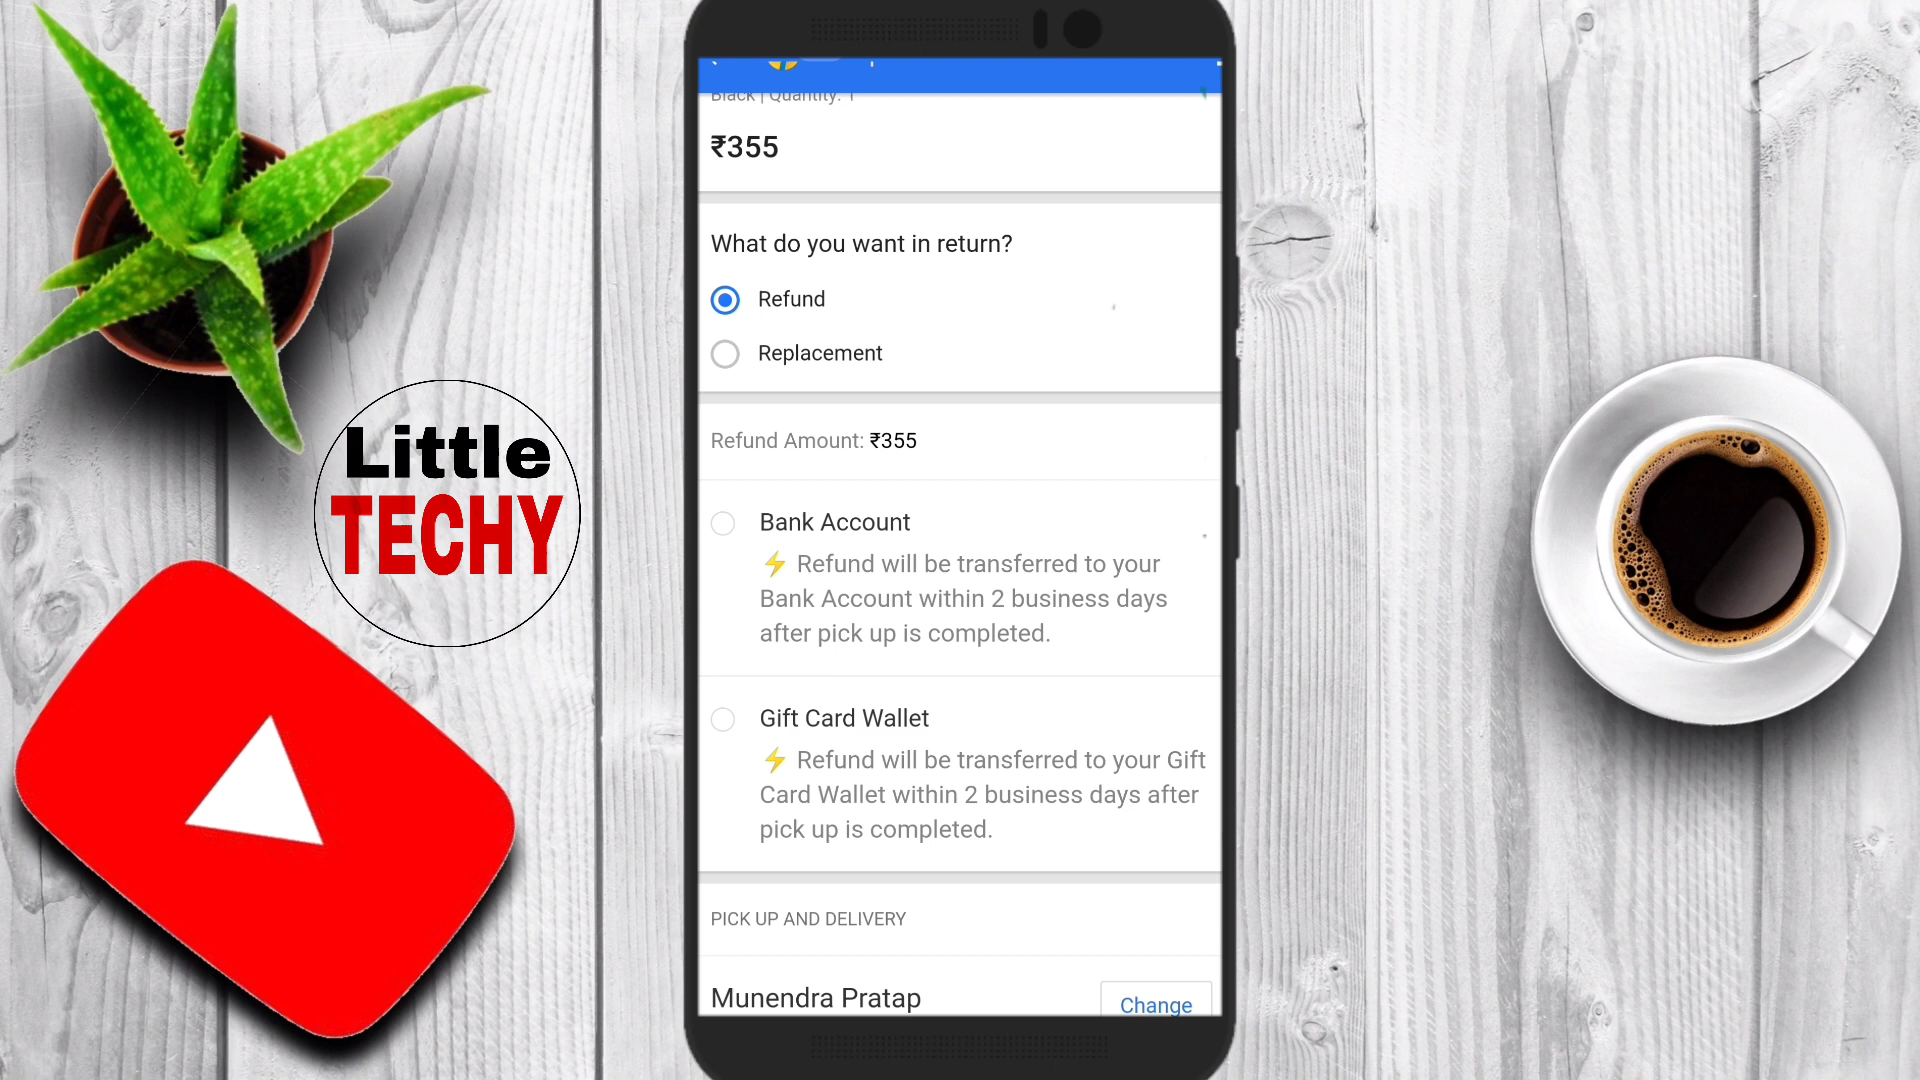 Black | Quantity: 1
₹355
What do you want in return?
Refund
Replacement
Refund Amount: ₹355
Bank Account
⚡ Refund will be transferred to your
Bank Account within 2 business days
after pick up is completed.
Gift Card Wallet
⚡ Refund will be transferred to your Gift
Card Wallet within 2 business days after
pick up is completed.
PICK UP AND DELIVERY
Munendra Pratap
Change
Little
TECHY